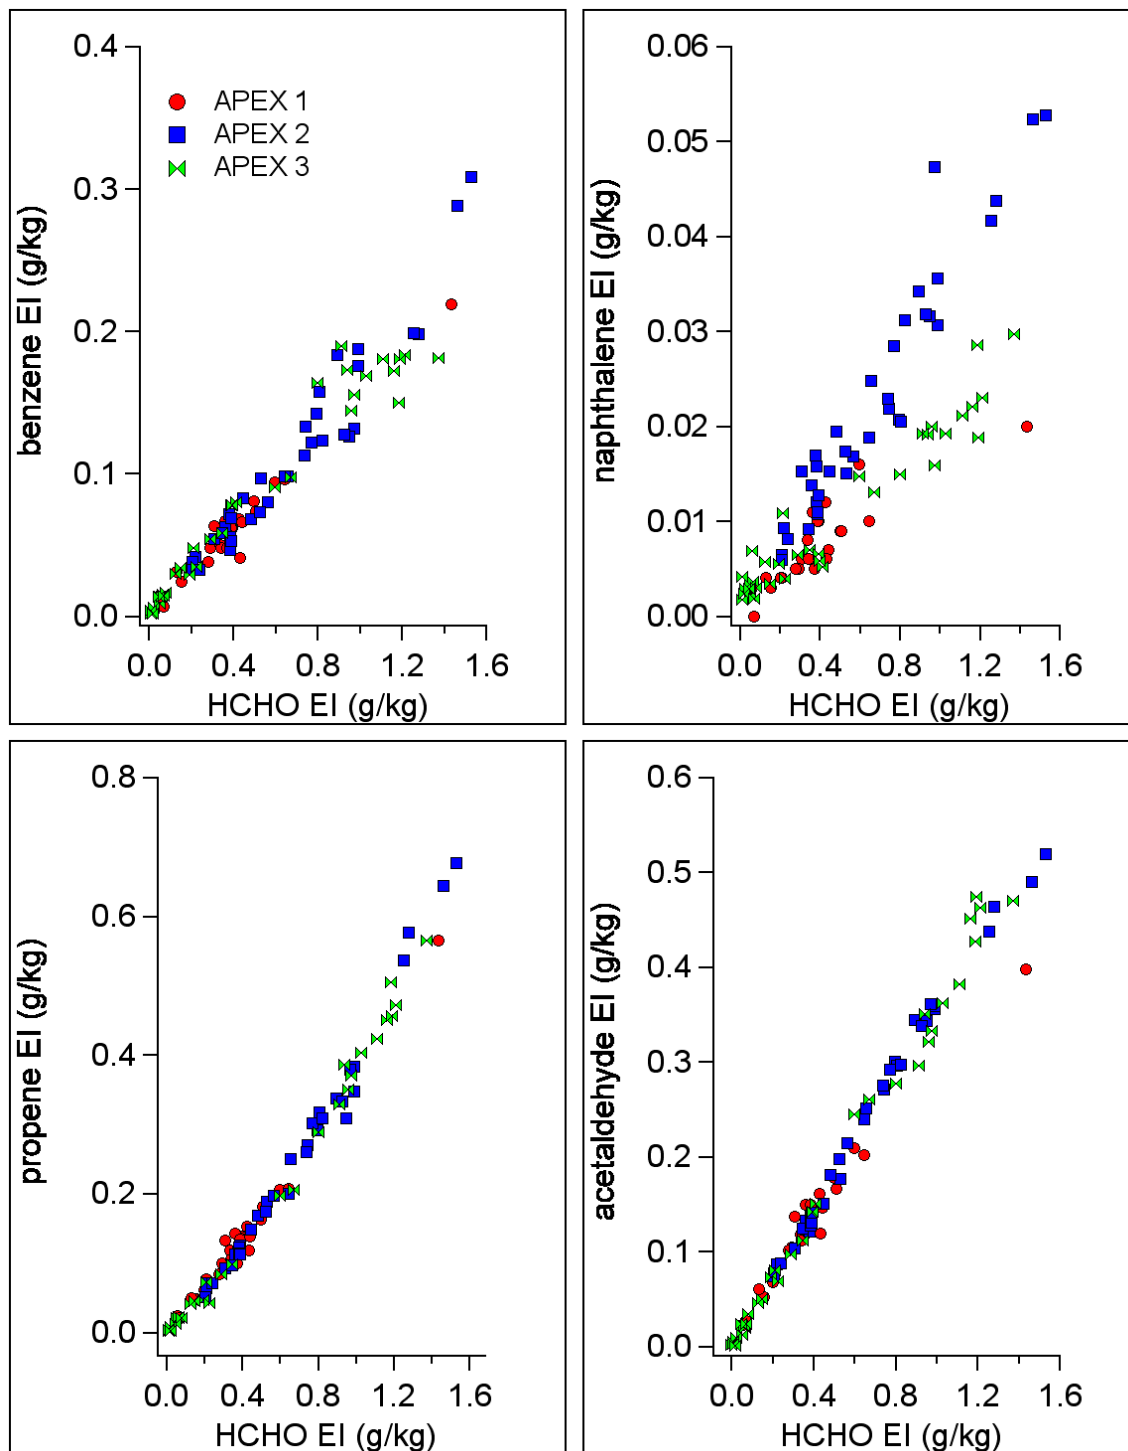 0.4
0.3
0.2
0.1
0.0
benzene EI (g/kg)
APEX 1
APEX 2
APEX 3
0.0 0.4 0.8 1.2 1.6
HCHO EI (g/kg)
0.06
0.05
0.04
0.03
0.02
0.01
0.00
naphthalene EI (g/kg)
0.0 0.4 0.8 1.2 1.6
HCHO EI (g/kg)
0.8
0.6
0.4
0.2
0.0
propene EI (g/kg)
0.0 0.4 0.8 1.2 1.6
HCHO EI (g/kg)
0.6
0.5
0.4
0.3
0.2
0.1
0.0
acetaldehyde EI (g/kg)
0.0 0.4 0.8 1.2 1.6
HCHO EI (g/kg)